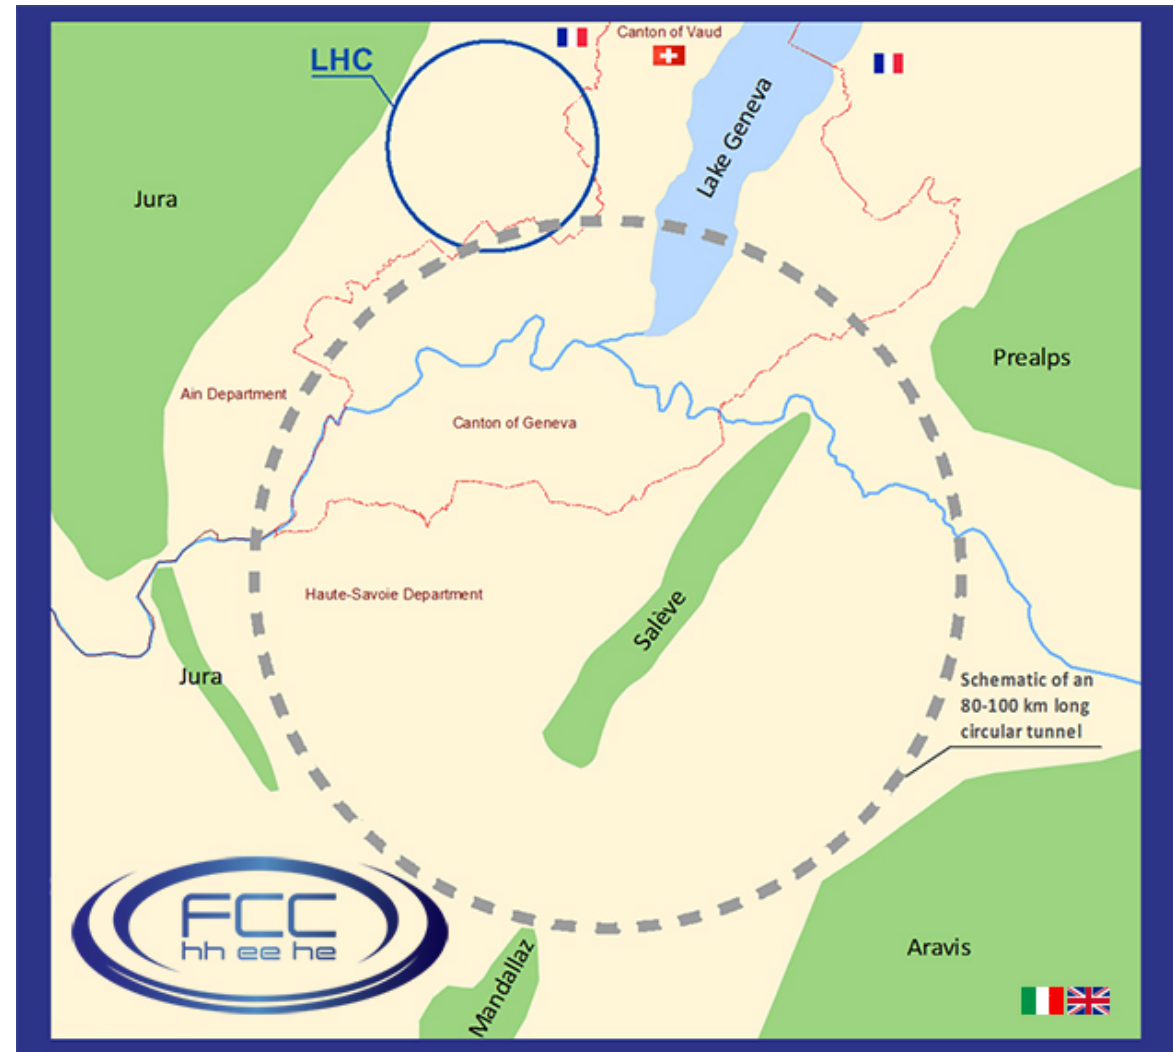 LHC
Canton of Vaud
Lake Geneva
Jura
Prealps
Ain Department
Canton of Geneva
Haute-Savoie Department
Salève
Jura
Schematic of an
80-100 km long
circular tunnel
FCC
hh ee he
Mandallaz
Aravis